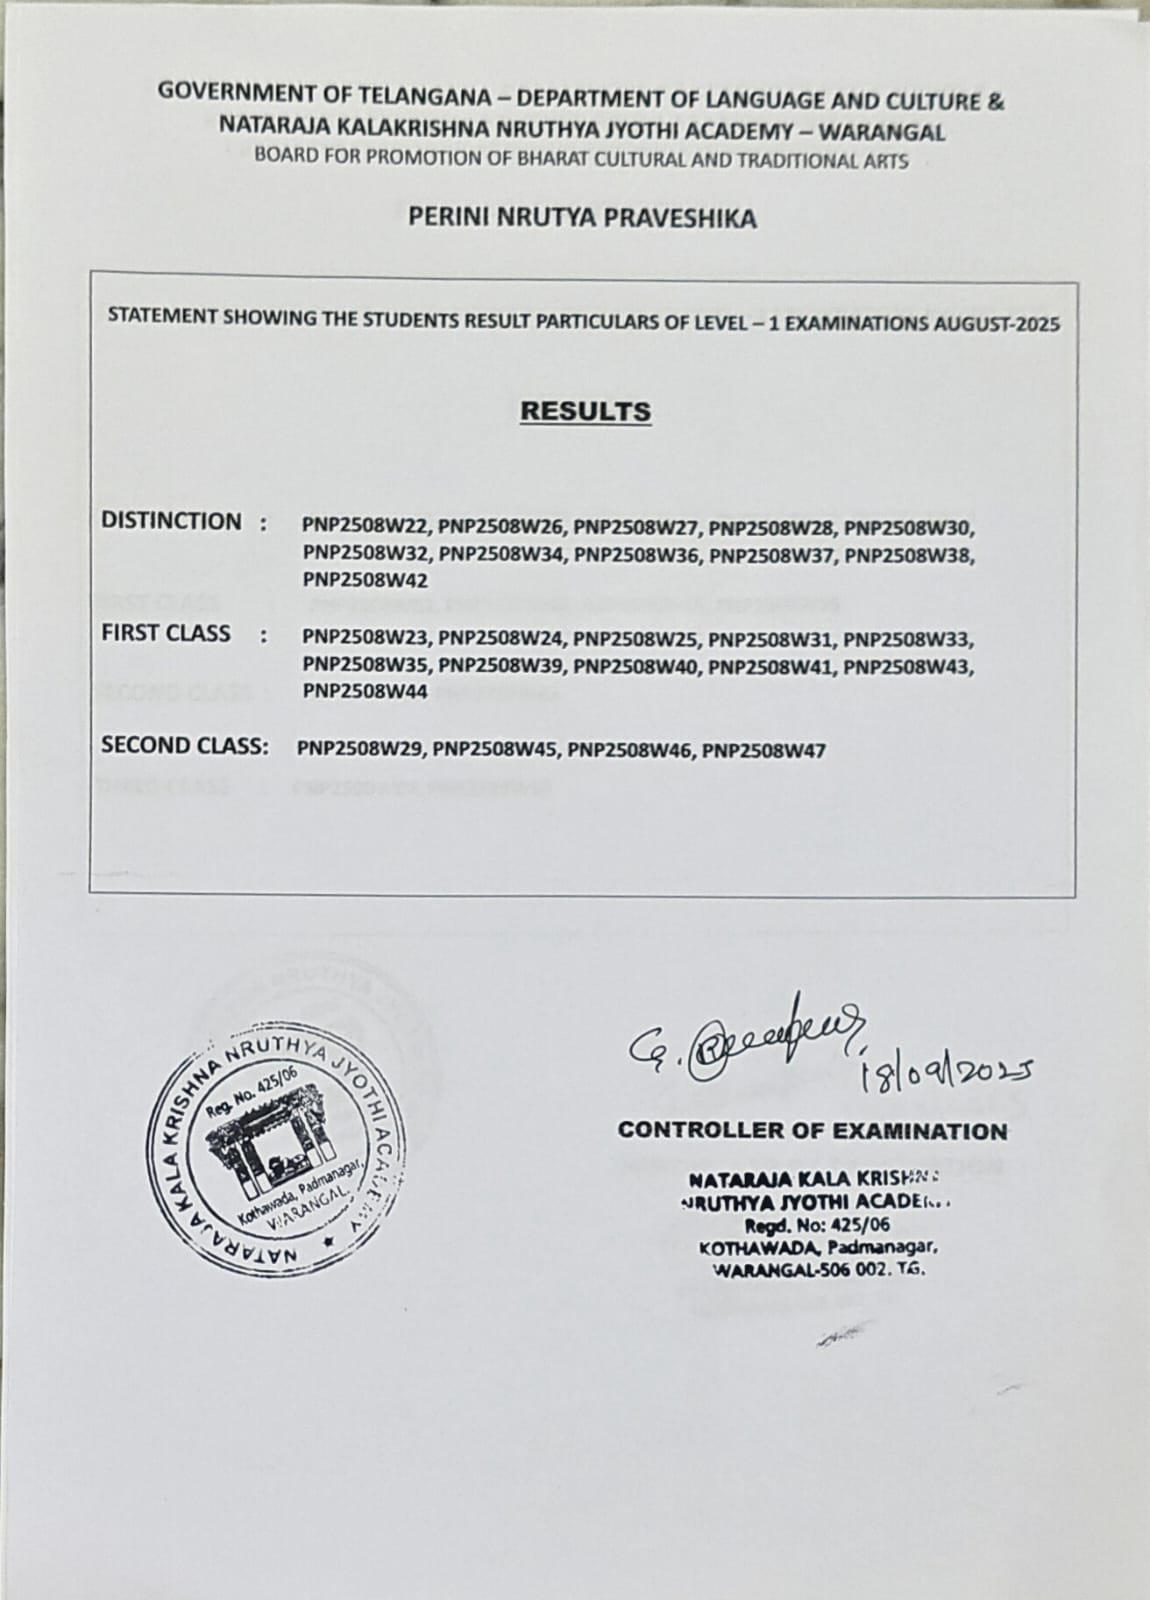 GOVERNMENT OF TELANGANA – DEPARTMENT OF LANGUAGE AND CULTURE &
NATARAJA KALAKRISHNA NRUTHYA JYOTHI ACADEMY – WARANGAL
BOARD FOR PROMOTION OF BHARAT CULTURAL AND TRADITIONAL ARTS
PERINI NRUTYA PRAVESHIKA
STATEMENT SHOWING THE STUDENTS RESULT PARTICULARS OF LEVEL – 1 EXAMINATIONS AUGUST-2025
RESULTS
DISTINCTION : PNP2508W22, PNP2508W26, PNP2508W27, PNP2508W28, PNP2508W30,
PNP2508W32, PNP2508W34, PNP2508W36, PNP2508W37, PNP2508W38,
PNP2508W42
FIRST CLASS : PNP2508W23, PNP2508W24, PNP2508W25, PNP2508W31, PNP2508W33,
PNP2508W35, PNP2508W39, PNP2508W40, PNP2508W41, PNP2508W43,
PNP2508W44
SECOND CLASS: PNP2508W29, PNP2508W45, PNP2508W46, PNP2508W47
NATARAJA KALA KRISHNA NRUTHYA JYOTHI ACADEMY
Reg. No. 425/06
Kothawada, Padmanagar,
WARANGAL.
18/09/2025
CONTROLLER OF EXAMINATION
NATARAJA KALA
NRUTHYA JYOTHI
Regd. No: 425/06
KOTHAWADA, Padmanagar,
WARANGAL-506 002. TG.